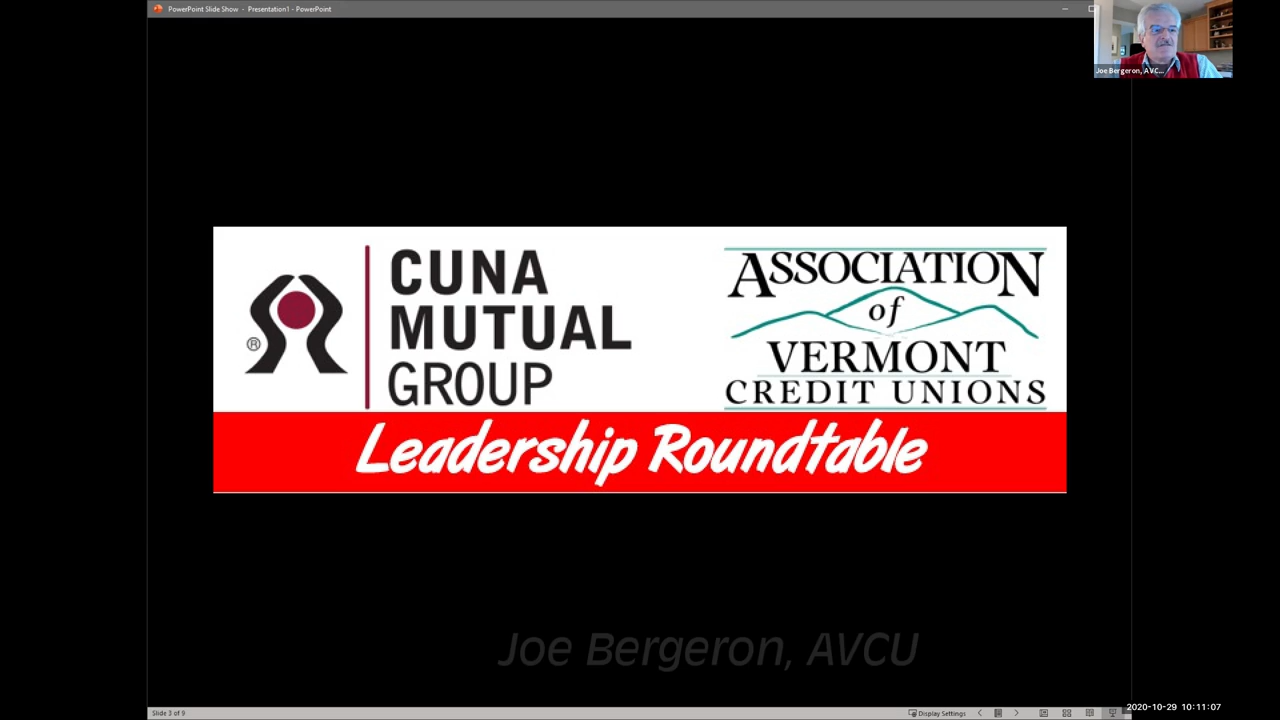 PowerPoint Slide Show - Presentation1 - PowerPoint
Joe Bergeron, AVC...
CUNA
MUTUAL
GROUP
®
ASSOCIATION
of
VERMONT
CREDIT UNIONS
Leadership Roundtable
Joe Bergeron, AVCU
Slide 3 of 9
Display Settings
2020-10-29 10:11:07